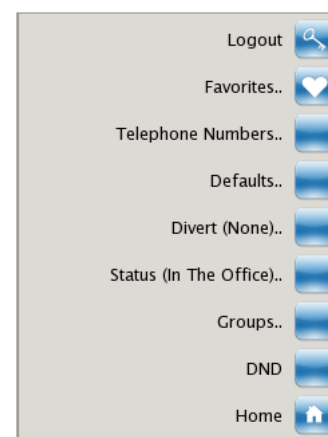 Logout
Favorites..
Telephone Numbers..
Defaults..
Divert (None)..
Status (In The Office)..
Groups..
DND
Home